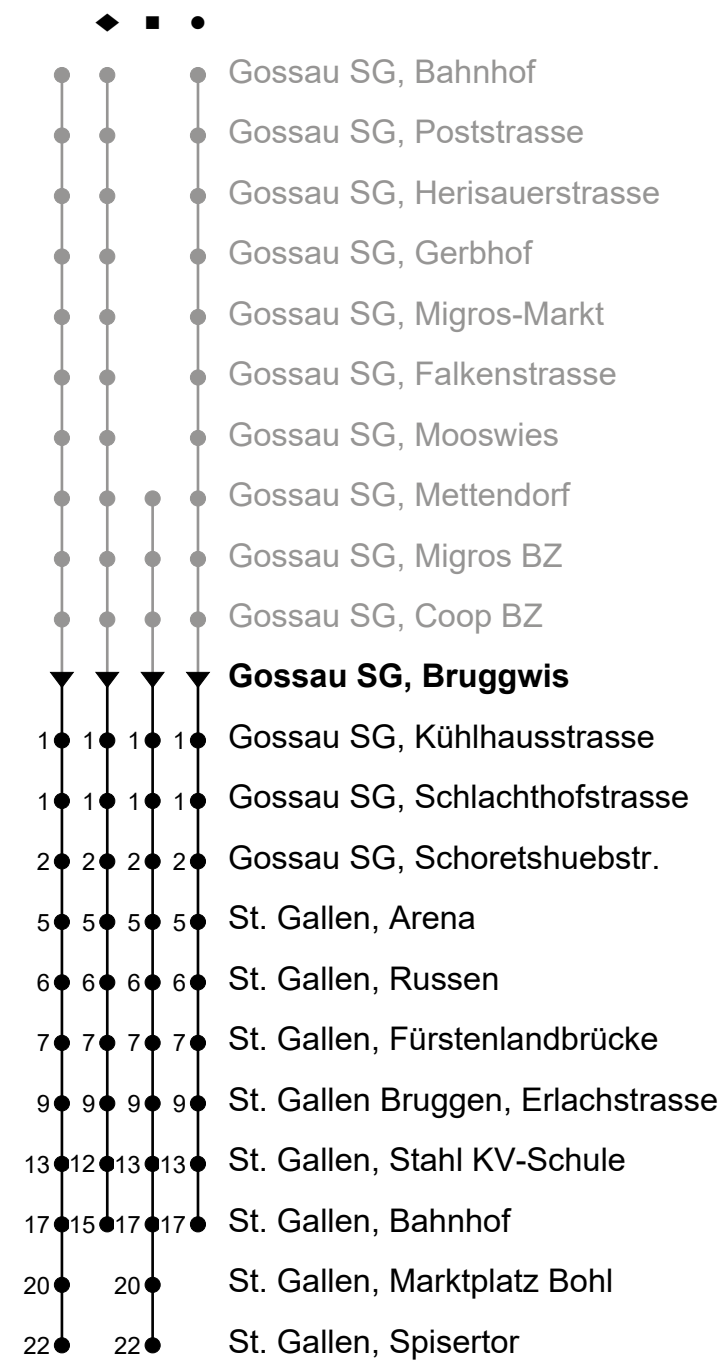 Gossau SG, Bahnhof
Gossau SG, Poststrasse
Gossau SG, Herisauerstrasse
Gossau SG, Gerbhof
Gossau SG, Migros-Markt
Gossau SG, Falkenstrasse
Gossau SG, Mooswies
Gossau SG, Mettendorf
Gossau SG, Migros BZ
Gossau SG, Coop BZ
Gossau SG, Bruggwis
1 1 1 1 Gossau SG, Kühlhausstrasse
1 1 1 1 Gossau SG, Schlachthofstrasse
2 2 2 2 Gossau SG, Schoretshuebstr.
5 5 5 5 St. Gallen, Arena
6 6 6 6 St. Gallen, Russen
7 7 7 7 St. Gallen, Fürstenlandbrücke
9 9 9 9 St. Gallen Bruggen, Erlachstrasse
13 12 13 13 St. Gallen, Stahl KV-Schule
17 15 17 17 St. Gallen, Bahnhof
20 20 St. Gallen, Marktplatz Bohl
22 22 St. Gallen, Spisertor